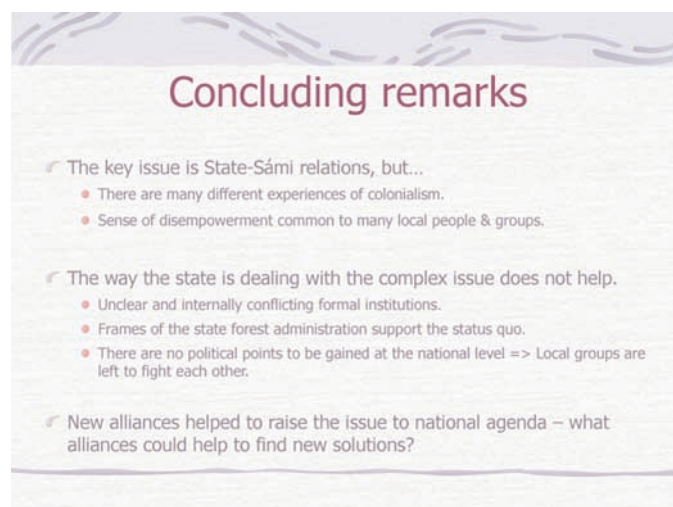 Concluding remarks
The key issue is State-Sámi relations, but…
There are many different experiences of colonialism.
Sense of disempowerment common to many local people & groups.
The way the state is dealing with the complex issue does not help.
Unclear and internally conflicting formal institutions.
Frames of the state forest administration support the status quo.
There are no political points to be gained at the national level => Local groups are
left to fight each other.
New alliances helped to raise the issue to national agenda – what
alliances could help to find new solutions?